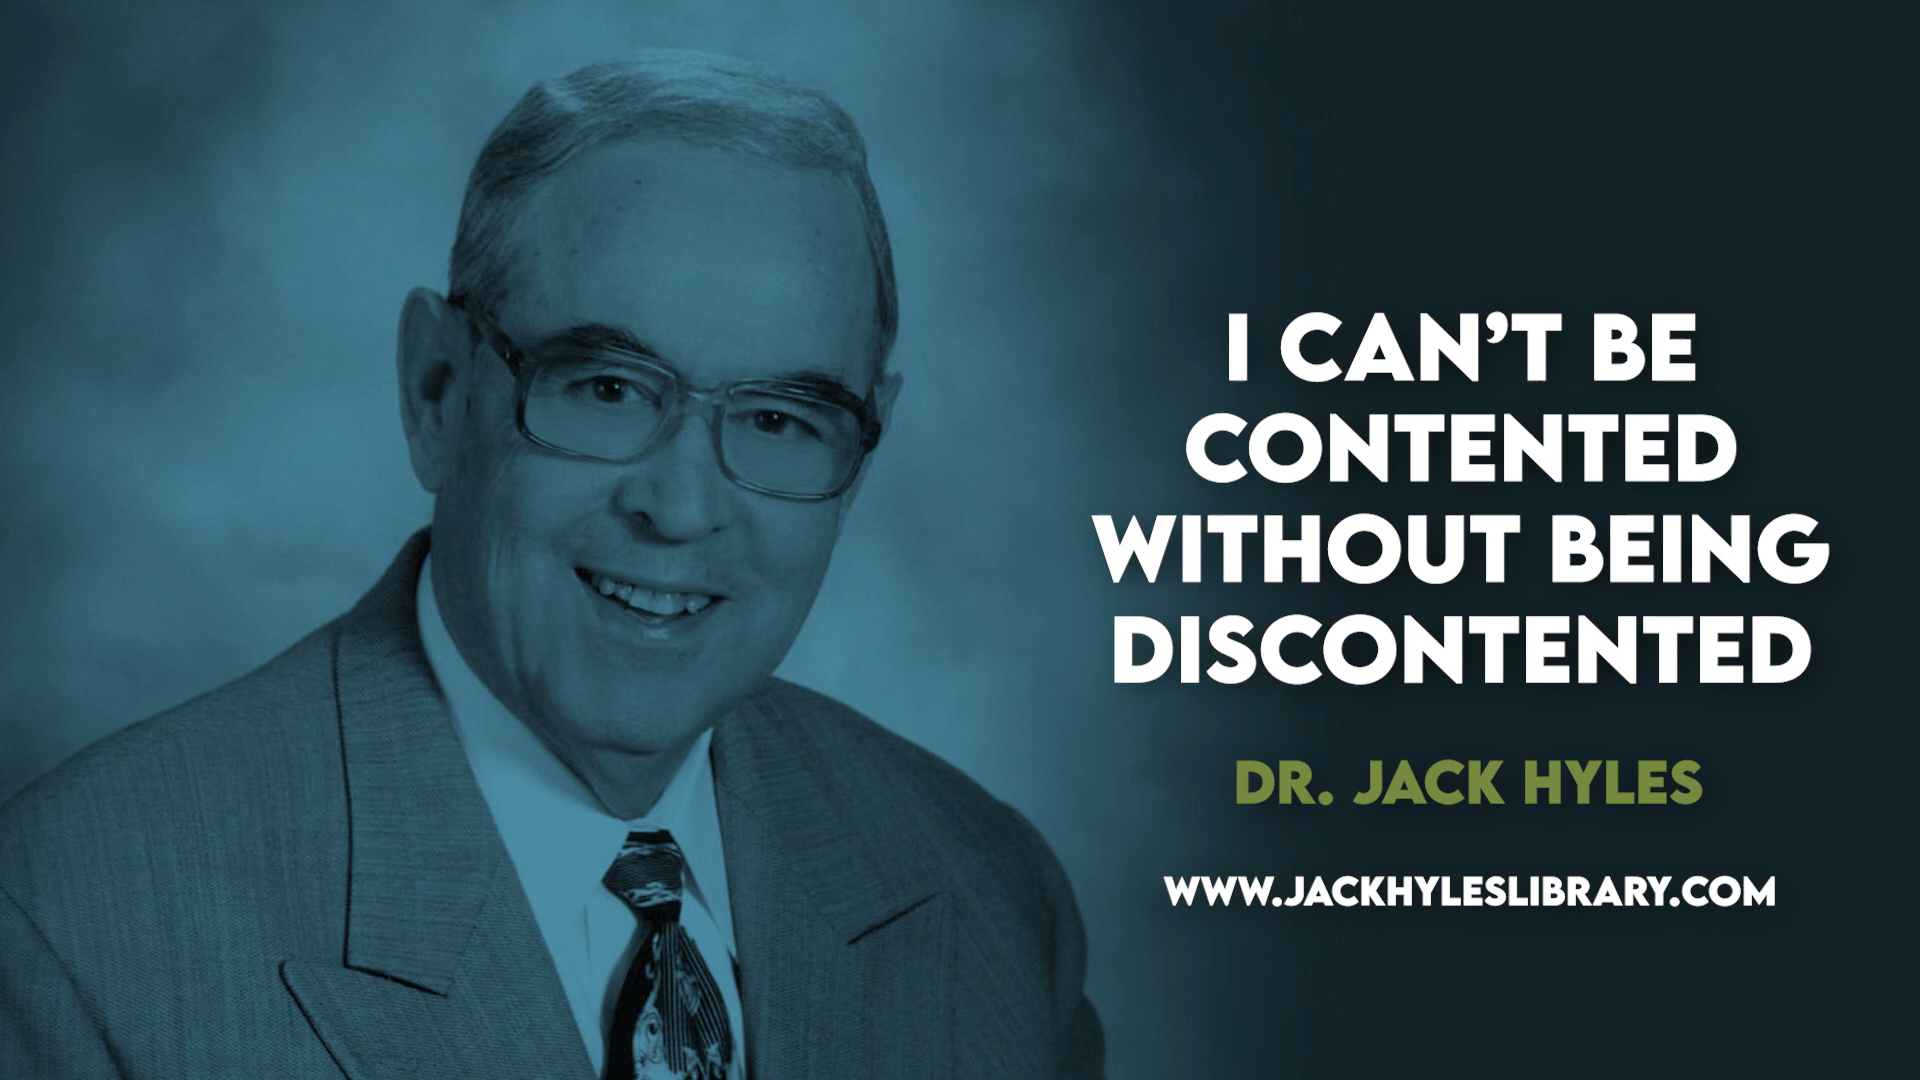 I CAN’T BE
CONTENTED
WITHOUT BEING
DISCONTENTED
DR. JACK HYLES
WWW.JACKHYLESLIBRARY.COM